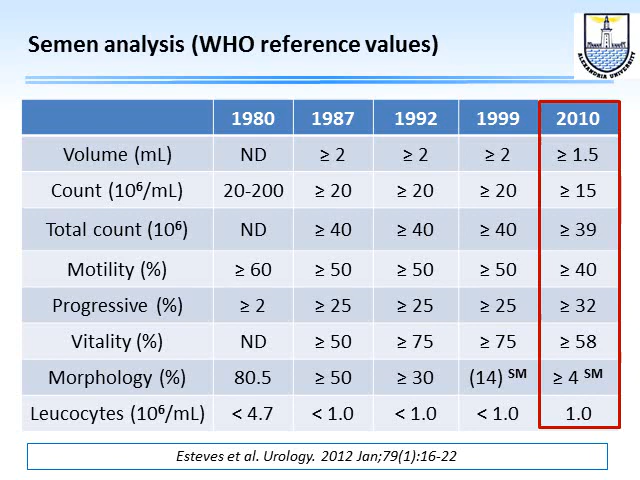 Semen analysis (WHO reference values)
ALEXANDRIA UNIVERSITY
1980 1987 1992 1999 2010
Volume (mL) ND ≥ 2 ≥ 2 ≥ 2 ≥ 1.5
Count (10⁶/mL) 20-200 ≥ 20 ≥ 20 ≥ 20 ≥ 15
Total count (10⁶) ND ≥ 40 ≥ 40 ≥ 40 ≥ 39
Motility (%) ≥ 60 ≥ 50 ≥ 50 ≥ 50 ≥ 40
Progressive (%) ≥ 2 ≥ 25 ≥ 25 ≥ 25 ≥ 32
Vitality (%) ND ≥ 50 ≥ 75 ≥ 75 ≥ 58
Morphology (%) 80.5 ≥ 50 ≥ 30 (14) SM ≥ 4 SM
Leucocytes (10⁶/mL) < 4.7 < 1.0 < 1.0 < 1.0 1.0
Esteves et al. Urology. 2012 Jan;79(1):16-22